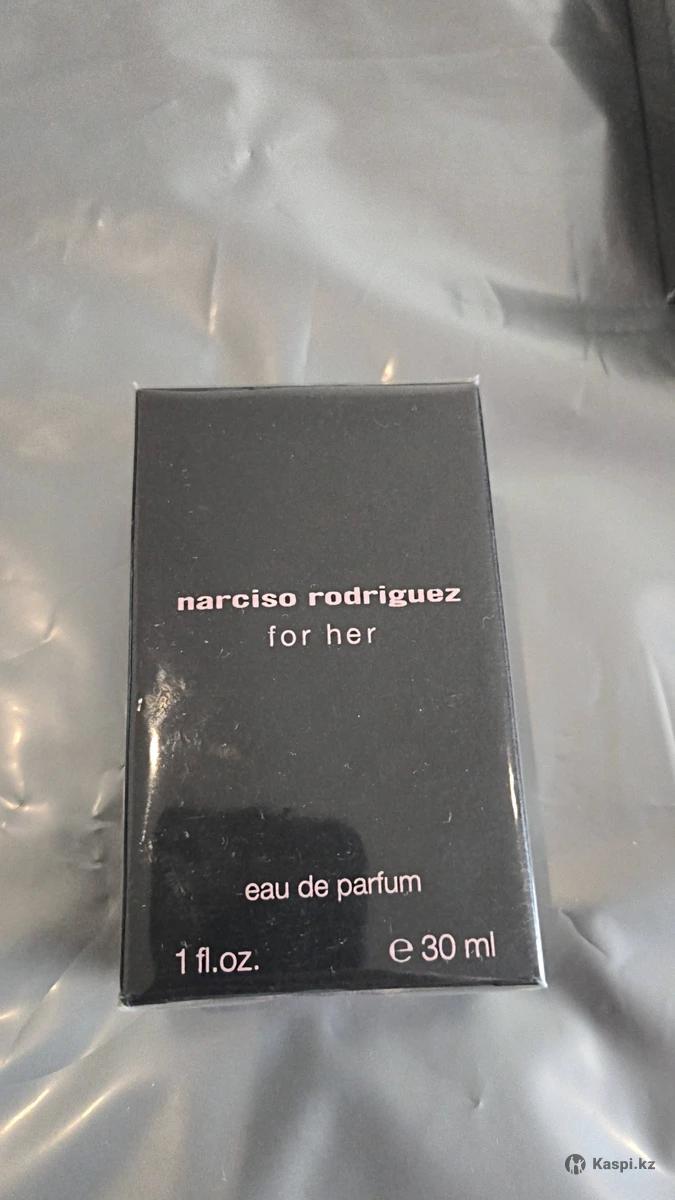 narciso rodriguez
for her
eau de parfum
1 fl.oz.
℮ 30 ml
Kaspi.kz